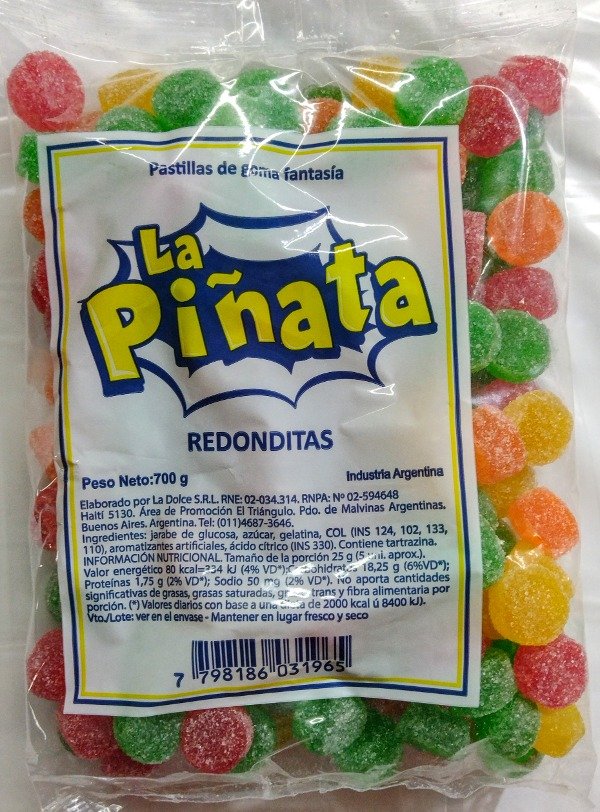 Pastillas de goma fantasía
La
Piñata
REDONDITAS
Peso Neto:700 g
Industria Argentina
Elaborado por La Dolce S.R.L. RNE: 02-034.314. RNPA: Nº 02-594648
Haití 5130. Área de Promoción El Triángulo. Pdo. de Malvinas Argentinas.
Buenos Aires. Argentina. Tel: (011)4687-3646.
Ingredientes: jarabe de glucosa, azúcar, gelatina, COL (INS 124, 102, 133,
110), aromatizantes artificiales, ácido cítrico (INS 330). Contiene tartrazina.
INFORMACIÓN NUTRICIONAL. Tamaño de la porción 25 g (5 uni. aprox.).
Valor energético 80 kcal=334 kJ (4% VD*); Carbohidratos 18,25 g (6%VD*);
Proteínas 1,75 g (2% VD*); Sodio 50 mg (2% VD*). No aporta cantidades
significativas de grasas, grasas saturadas, grasas trans y fibra alimentaria por
porción. (*) Valores diarios con base a una dieta de 2000 kcal ú 8400 kJ).
Vto./Lote: ver en el envase - Mantener en lugar fresco y seco
7 798186 031965